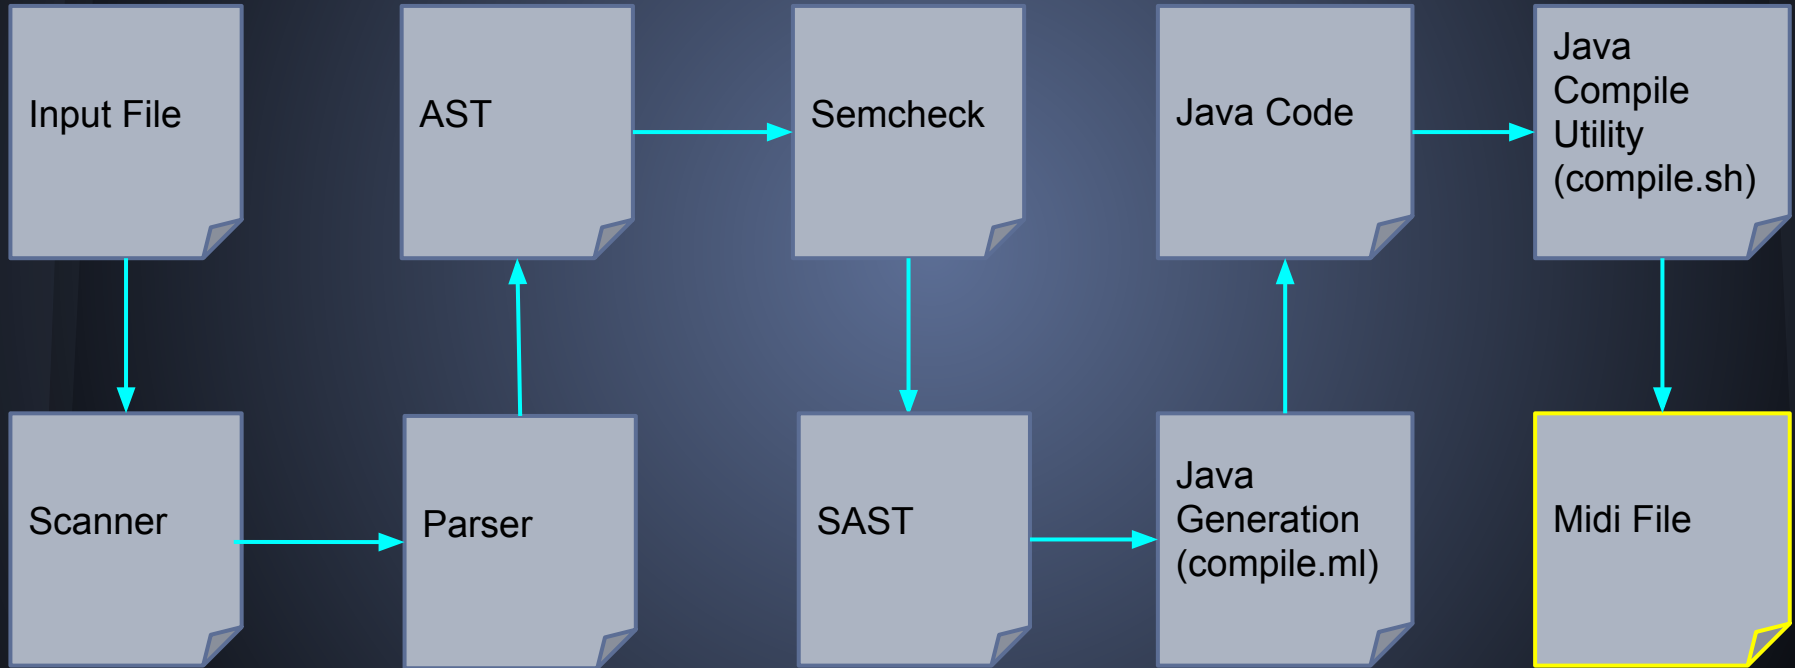 Input File
AST
Semcheck
Java Code
Java
Compile
Utility
(compile.sh)
Scanner
Parser
SAST
Java
Generation
(compile.ml)
Midi File